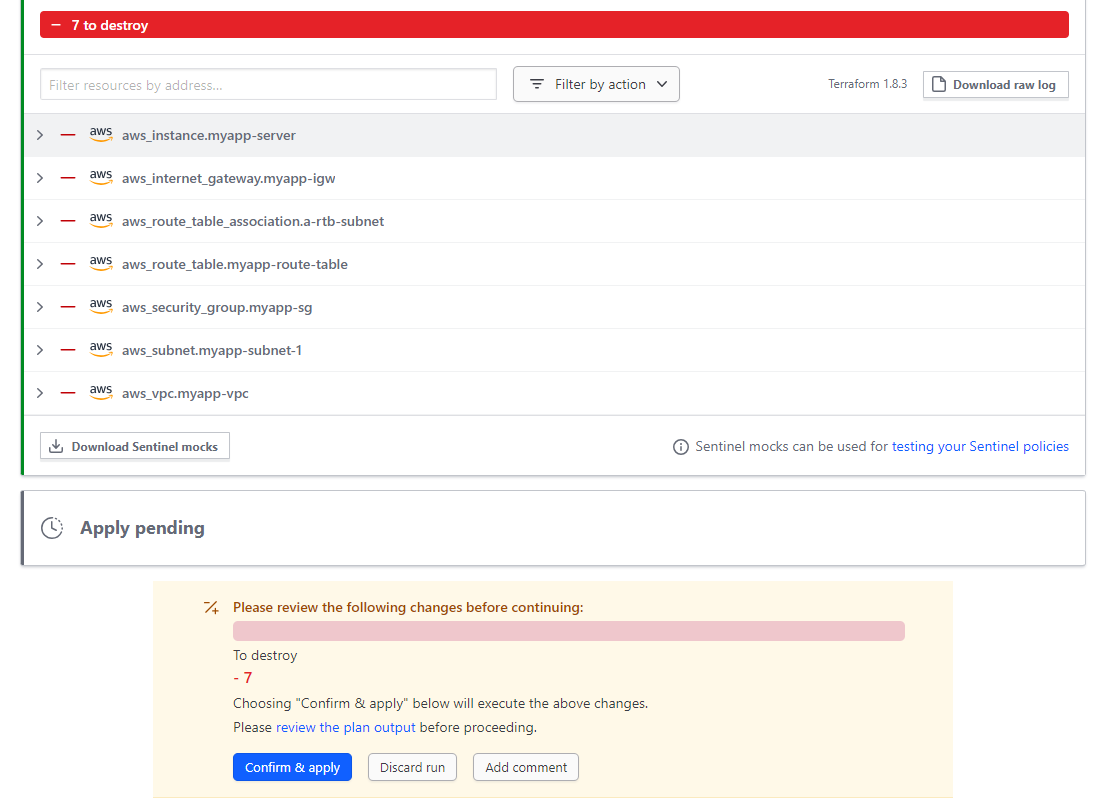 − 7 to destroy
Filter resources by address... Filter by action Terraform 1.8.3 Download raw log
aws aws_instance.myapp-server
aws aws_internet_gateway.myapp-igw
aws aws_route_table_association.a-rtb-subnet
aws aws_route_table.myapp-route-table
aws aws_security_group.myapp-sg
aws aws_subnet.myapp-subnet-1
aws aws_vpc.myapp-vpc
Download Sentinel mocks Sentinel mocks can be used for testing your Sentinel policies
Apply pending
Please review the following changes before continuing:
To destroy
- 7
Choosing "Confirm & apply" below will execute the above changes.
Please review the plan output before proceeding.
Confirm & apply Discard run Add comment